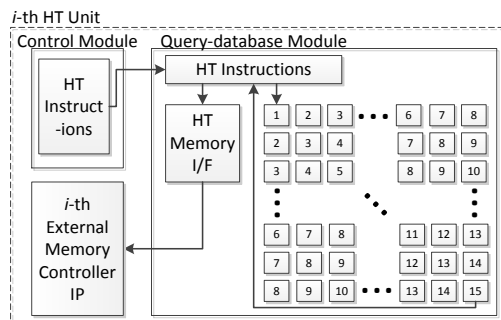 i-th HT Unit
Control Module
Query-database Module
HT
Instruct
-ions
HT Instructions
HT
Memory
I/F
i-th
External
Memory
Controller
IP
1 2 3 ••• 6 7 8
2 3 4 7 8 9
3 4 5 8 9 10
6 7 8 11 12 13
7 8 9 12 13 14
8 9 10 ••• 13 14 15